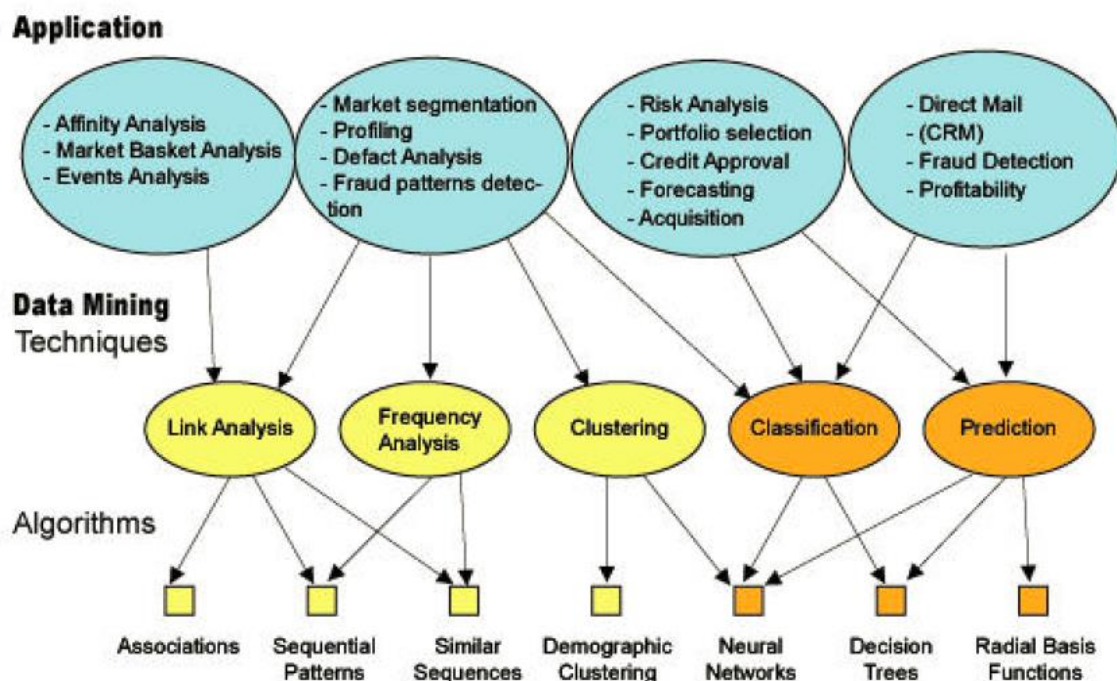 Application
- Affinity Analysis
- Market Basket Analysis
- Events Analysis
- Market segmentation
- Profiling
- Defect Analysis
- Fraud patterns detec-
tion
- Risk Analysis
- Portfolio selection
- Credit Approval
- Forecasting
- Acquisition
- Direct Mail
- (CRM)
- Fraud Detection
- Profitability
Data Mining
Techniques
Link Analysis
Frequency
Analysis
Clustering
Classification
Prediction
Algorithms
Associations
Sequential
Patterns
Similar
Sequences
Demographic
Clustering
Neural
Networks
Decision
Trees
Radial Basis
Functions